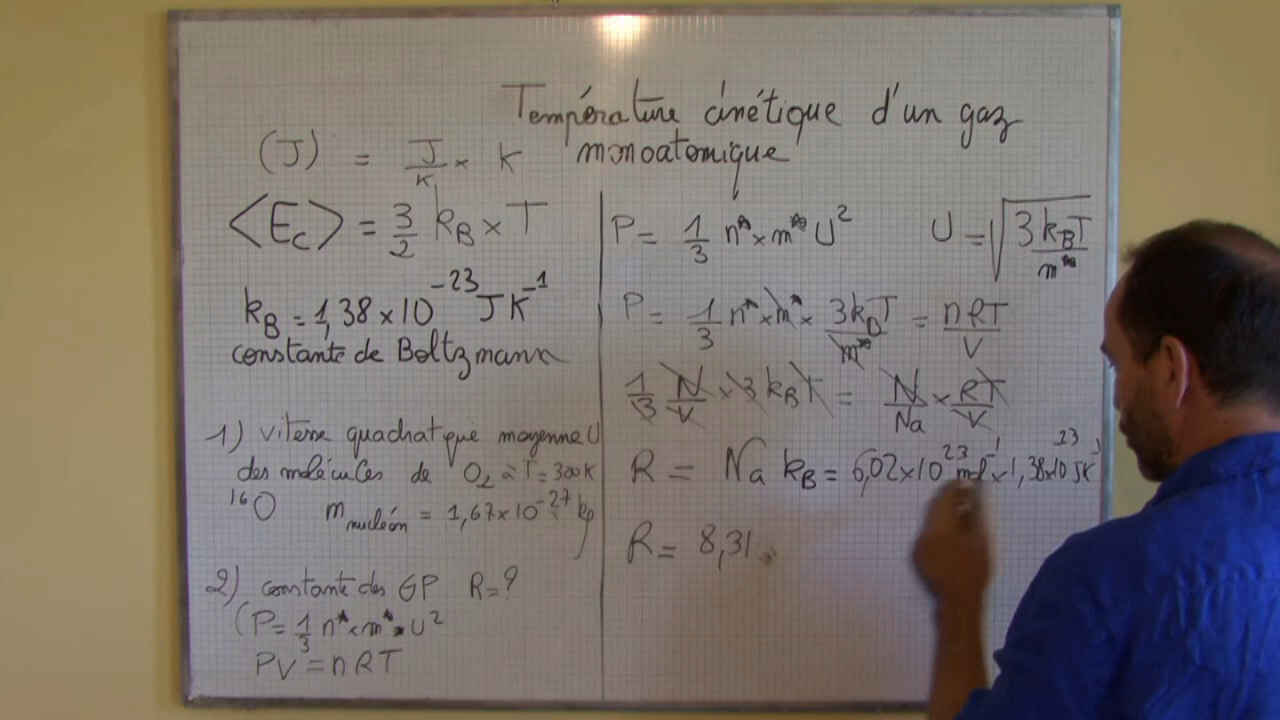 Température cinétique d'un gaz
monoatomique
(J) = J/K × K
<Ec> = 3/2 kB × T
kB = 1,38 × 10^-23 J K^-1
constante de Boltzmann
1) vitesse quadratique moyenne U
des molécules de O2 à T = 300K
16O m nucléon = 1,67 × 10^-27 kg
2) constante des GP R = ?
(P = 1/3 n* × m* × U²
PV = nRT
P = 1/3 n* × m* U² U = √(3kBT/m*)
P = 1/3 n* × m* × 3kBT/m* = nRT/V
1/3 N/V × 3 kB T = N/Na × RT/V
R = Na kB = 6,02 × 10^23 mol^-1 × 1,38 × 10^23 JK^-1
R = 8,31